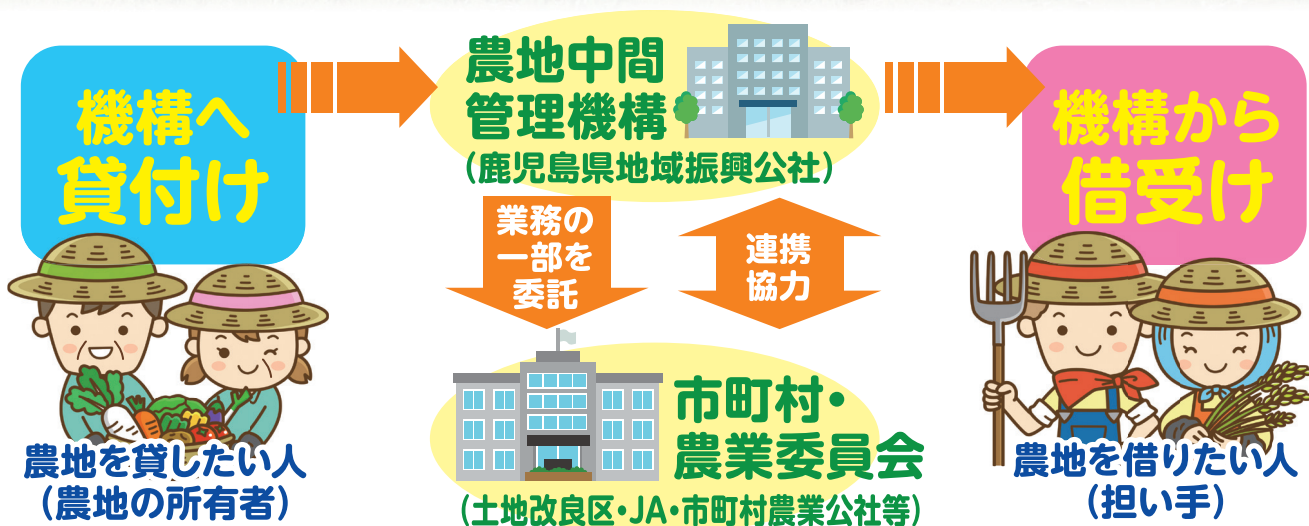 機構へ
貸付け
農地を貸したい人
(農地の所有者)
農地中間
管理機構
(鹿児島県地域振興公社)
業務の
一部を
委託
連携
協力
市町村・
農業委員会
(土地改良区・JA・市町村農業公社等)
機構から
借受け
農地を借りたい人
(担い手)